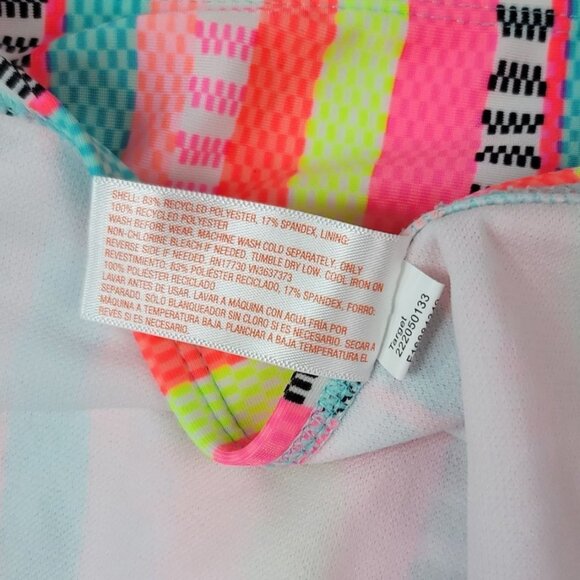 SHELL: 83% RECYCLED POLYESTER, 17% SPANDEX, LINING:
100% RECYCLED POLYESTER
WASH BEFORE WEAR. MACHINE WASH COLD SEPARATELY. ONLY
NON-CHLORINE BLEACH IF NEEDED. TUMBLE DRY LOW. COOL IRON ON
REVERSE SIDE IF NEEDED. RN17730 VN3637373
REVESTIMIENTO: 83% POLIÉSTER RECICLADO, 17% SPANDEX, FORRO:
100% POLIÉSTER RECICLADO
LAVAR ANTES DE USAR. LAVAR A MÁQUINA CON AGUA FRÍA POR
SEPARADO. SOLO BLANQUEADOR SIN CLORO SI ES NECESARIO. SECAR A
MÁQUINA A TEMPERATURA BAJA. PLANCHAR A BAJA TEMPERATURA EL
REVES SI ES NECESARIO.
Target
222050133